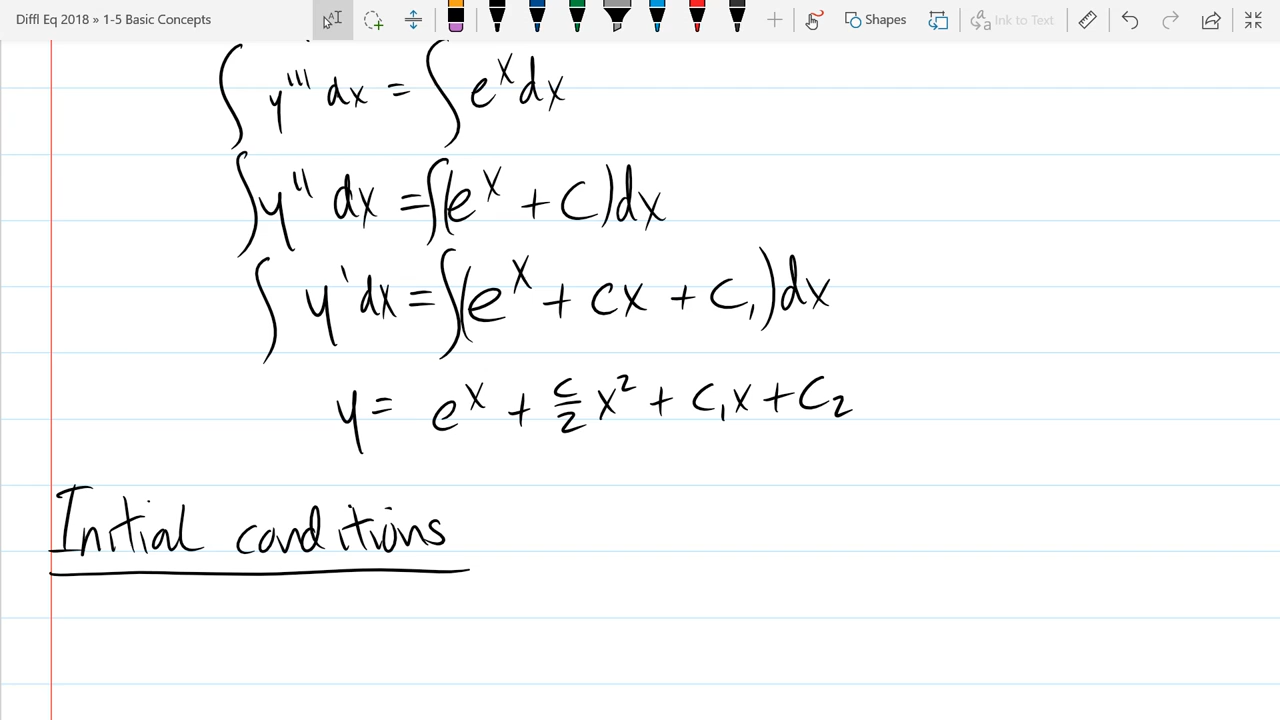 Diffl Eq 2018 » 1-5 Basic Concepts Shapes Ink to Text
∫ y''' dx = ∫ e^x dx
∫ y'' dx = ∫(e^x + C)dx
∫ y' dx = ∫(e^x + cx + C₁)dx
y = e^x + c/2 x² + C₁x + C₂
Initial conditions